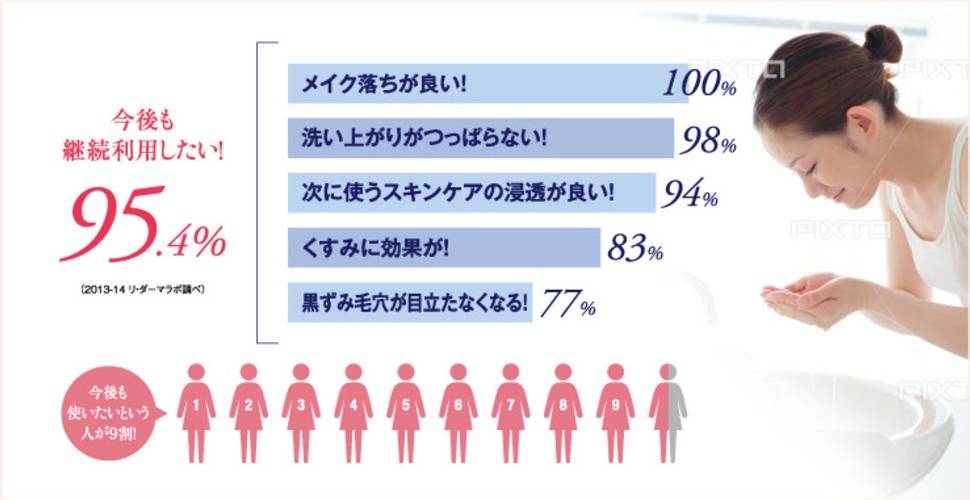 今後も
継続利用したい!
95.4%
(2013-14 リ・ダーマラボ調べ)
メイク落ちが良い! 100%
洗い上がりがつっぱらない! 98%
次に使うスキンケアの浸透が良い! 94%
くすみに効果が! 83%
黒ずみ毛穴が目立たなくなる! 77%
今後も
使いたいという
人が9割!
1 2 3 4 5 6 7 8 9
PIXTA
PIXTA
PIXTA
PIXTA